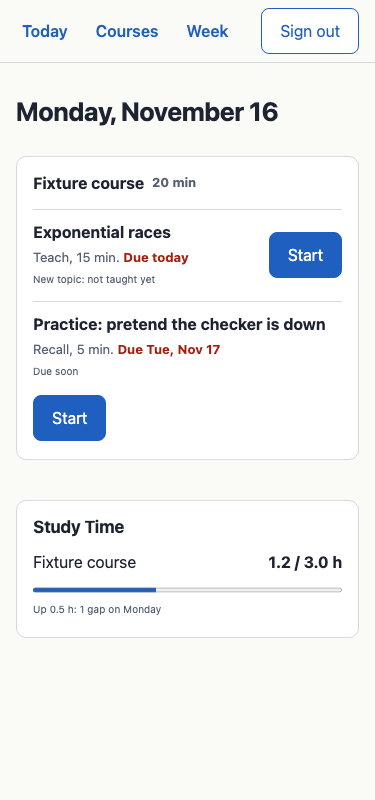 Today Courses Week Sign out
Monday, November 16
Fixture course 20 min
Exponential races
Teach, 15 min. Due today
New topic: not taught yet
Start
Practice: pretend the checker is down
Recall, 5 min. Due Tue, Nov 17
Due soon
Start
Study Time
Fixture course 1.2 / 3.0 h
Up 0.5 h: 1 gap on Monday